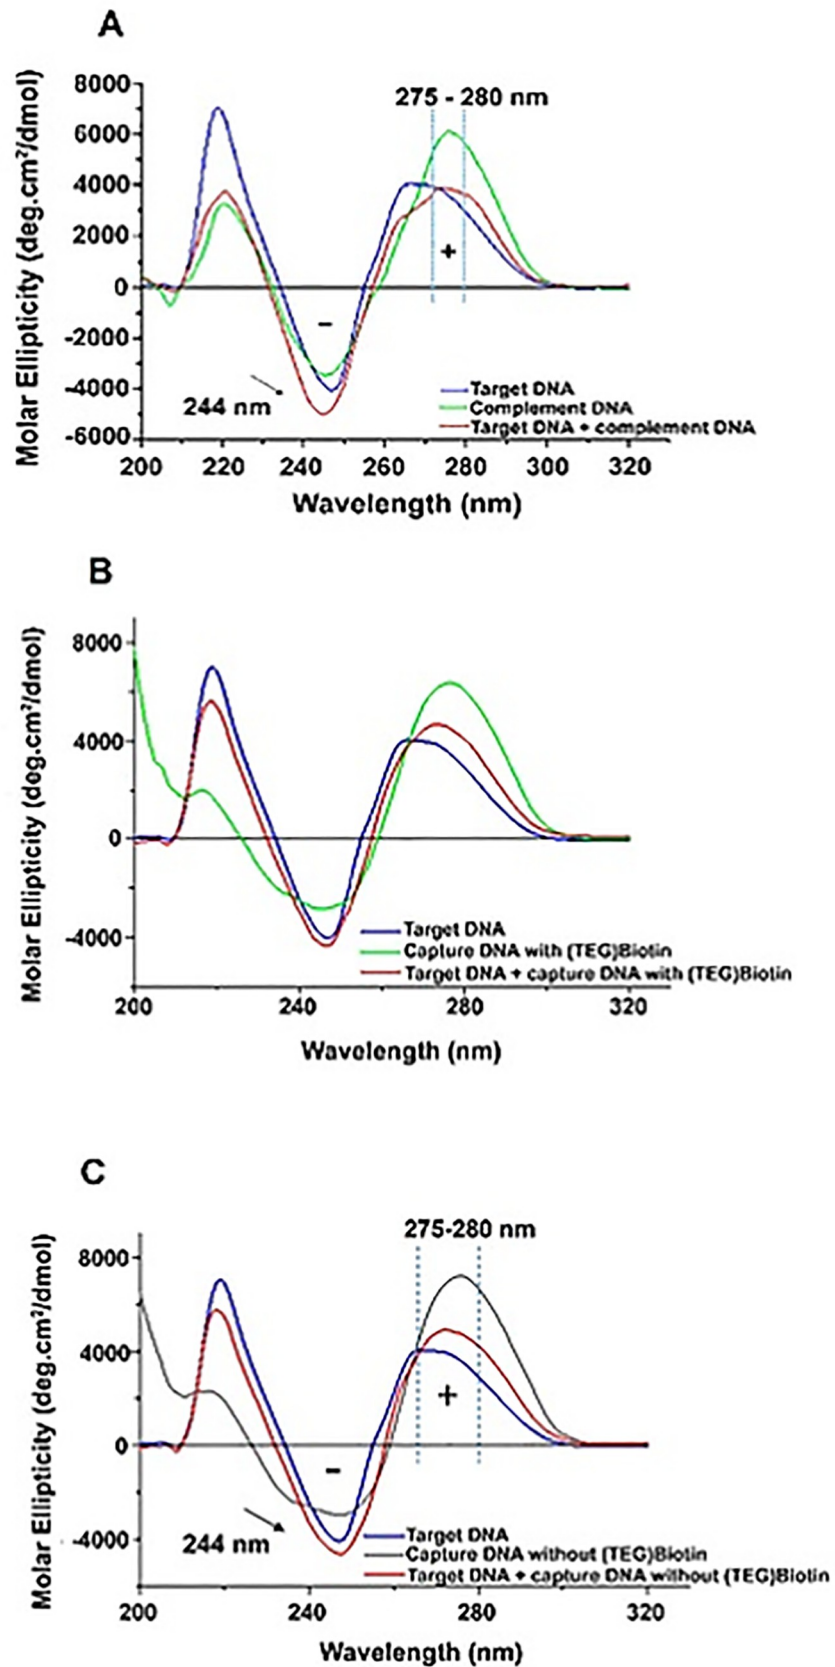 A
275 - 280 nm
Molar Ellipticity (deg.cm²/dmol)
8000
6000
4000
2000
0
-2000
-4000
-6000
+
-
244 nm
Target DNA
Complement DNA
Target DNA + complement DNA
200 220 240 260 280 300 320
Wavelength (nm)
B
Molar Ellipticity (deg.cm²/dmol)
8000
4000
0
-4000
Target DNA
Capture DNA with (TEG)Biotin
Target DNA + capture DNA with (TEG)Biotin
200 240 280 320
Wavelength (nm)
C
275-280 nm
Molar Ellipticity (deg.cm²/dmol)
8000
4000
0
-4000
+
-
244 nm
Target DNA
Capture DNA without (TEG)Biotin
Target DNA + capture DNA without (TEG)Biotin
200 240 280 320
Wavelength (nm)